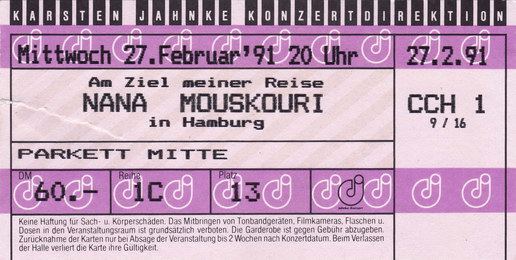 KARSTEN JAHNKE KONZERTDIREKTION
Mittwoch 27.Februar'91 20 Uhr
27.2.91
Am Ziel meiner Reise
NANA MOUSKOURI
in Hamburg
CCH 1
9 / 16
PARKETT MITTE
DM
60.-
Reihe
1C
Platz
13
Keine Haftung für Sach- u. Körperschäden. Das Mitbringen von Tonbandgeräten, Filmkameras, Flaschen u.
Dosen in den Veranstaltungsraum ist grundsätzlich verboten. Die Garderobe ist gegen Gebühr abzugeben.
Zurücknahme der Karten nur bei Absage der Veranstaltung bis 2 Wochen nach Konzertdatum. Beim Verlassen
der Halle verliert die Karte ihre Gültigkeit.